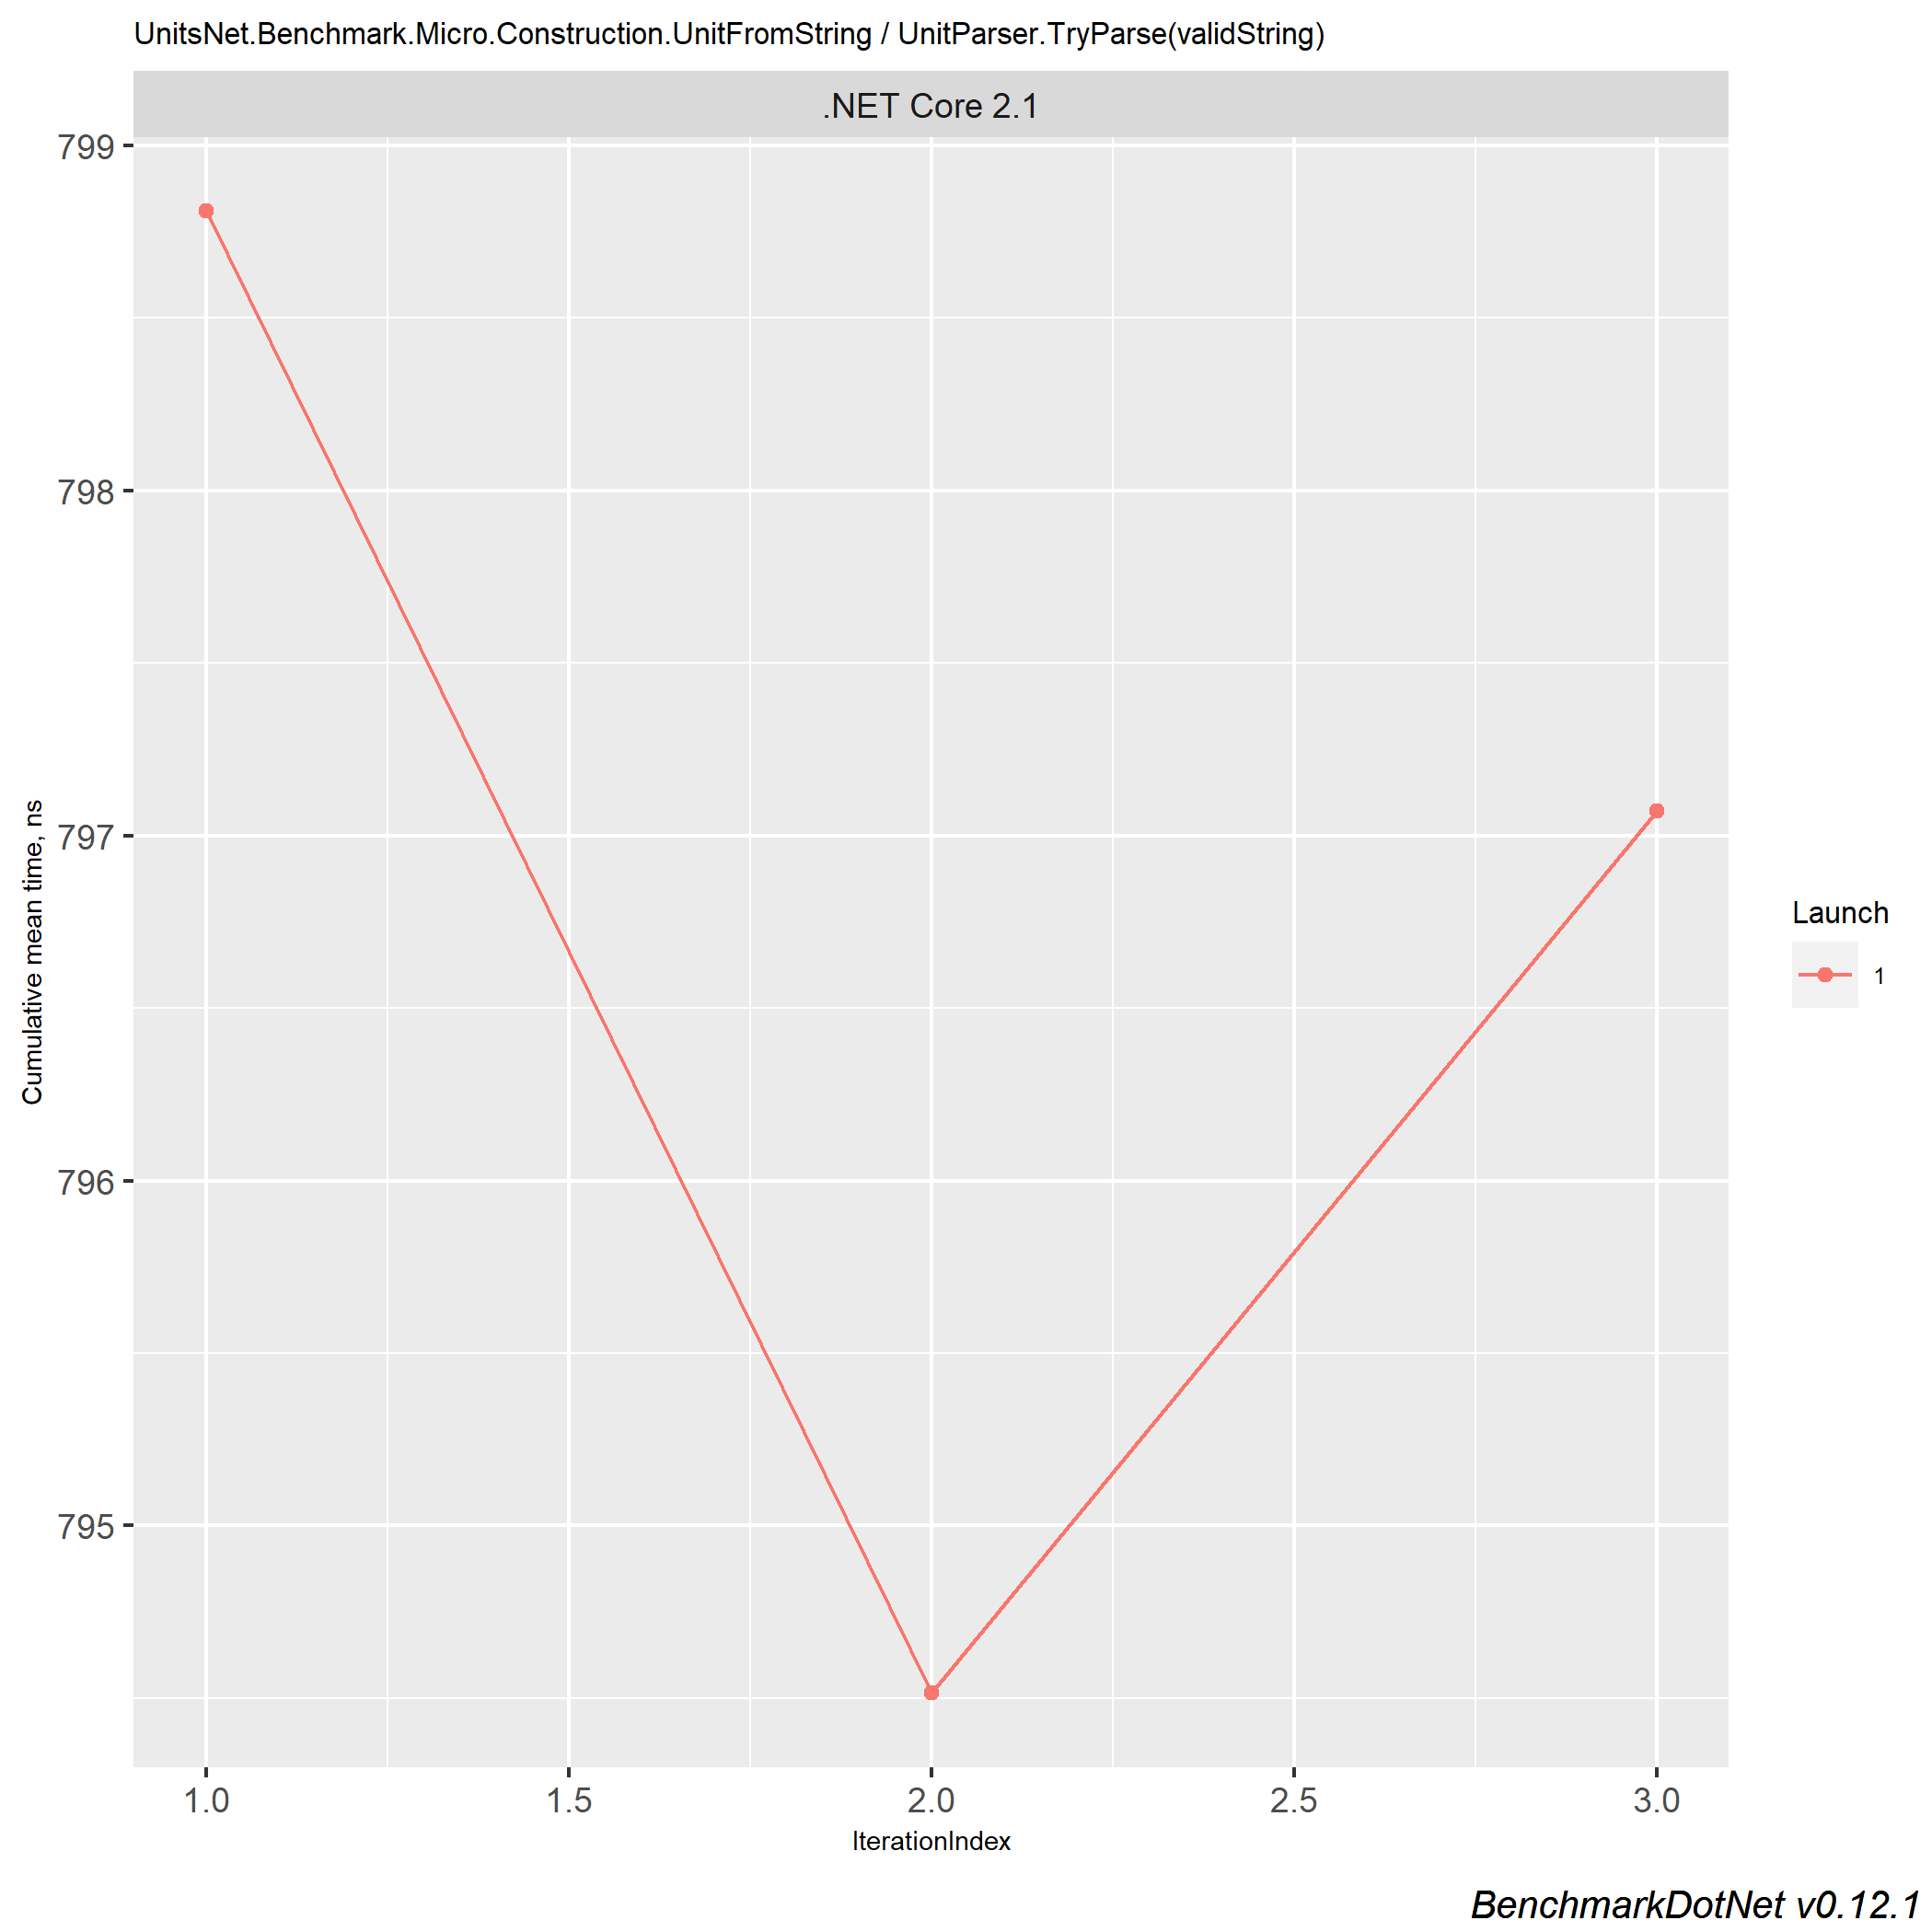 UnitsNet.Benchmark.Micro.Construction.UnitFromString / UnitParser.TryParse(validString)
.NET Core 2.1
799
798
797
796
795
Cumulative mean time, ns
1.0 1.5 2.0 2.5 3.0
IterationIndex
Launch
1
BenchmarkDotNet v0.12.1